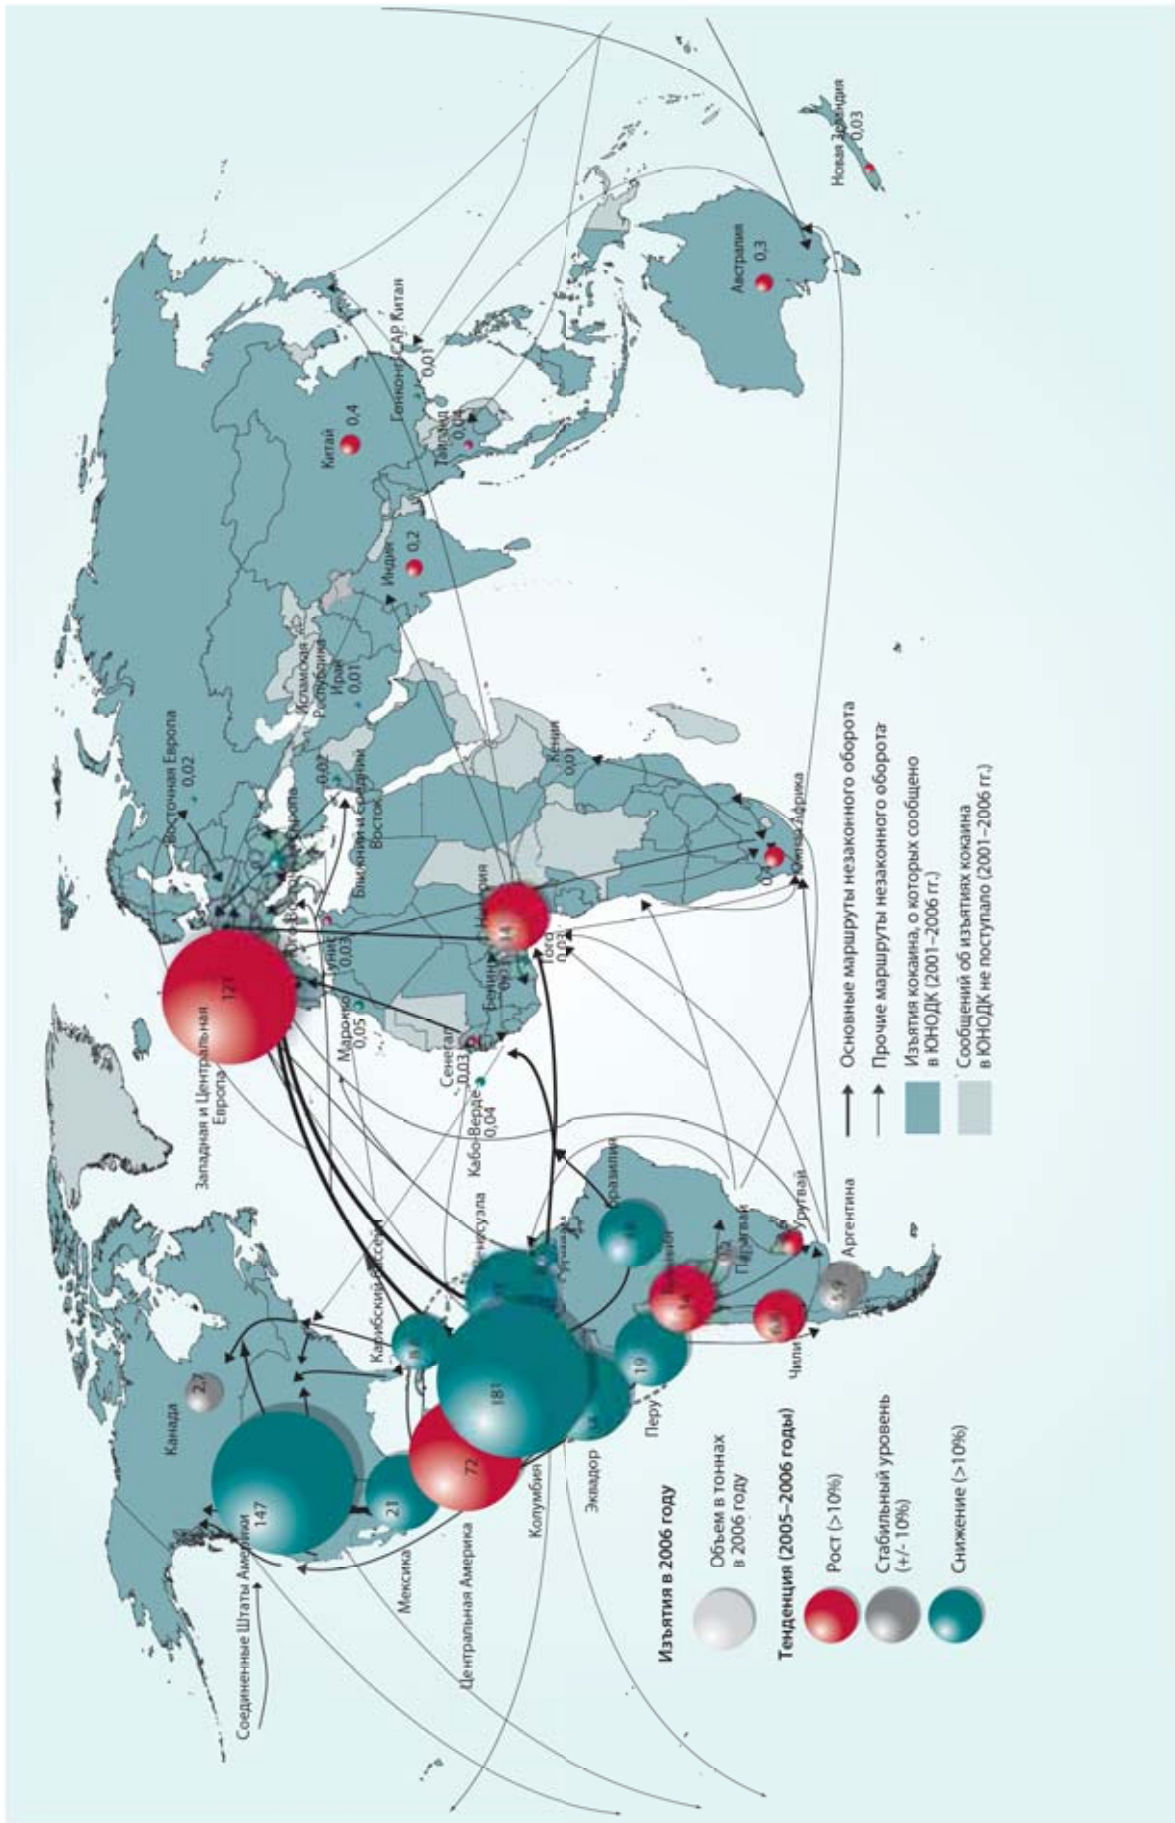 Соединенные Штаты Америки
147
Канада
2,7
Мексика
21
Центральная Америка
72
Колумбия
181
Эквадор
Перу
19
Чили
Аргентина
Уругвай
Западная и Центральная
Европа
Восточная Европа
0,02
Марокко
0,05
0,03
Сенегал
0,03
Кабо-Верде
0,04
Того
Ближний и Средний
Восток
0,02
Исламская
Республика
Иран
0,01
Кения
0,01
Южная Африка
Индия
0,2
Китай
0,4
Гонконг САР Китая
0,01
Таиланд
0,04
Австралия
0,3
Новая Зеландия
0,03
Изъятия в 2006 году
Объем в тоннах
в 2006 году
Тенденция (2005–2006 годы)
Рост (>10%)
Стабильный уровень
(+/- 10%)
Снижение (>10%)
Основные маршруты незаконного оборота
Прочие маршруты незаконного оборота
Изъятия кокаина, о которых сообщено
в ЮНОДК (2001–2006 гг.)
Сообщений об изъятиях кокаина
в ЮНОДК не поступало (2001–2006 гг.)